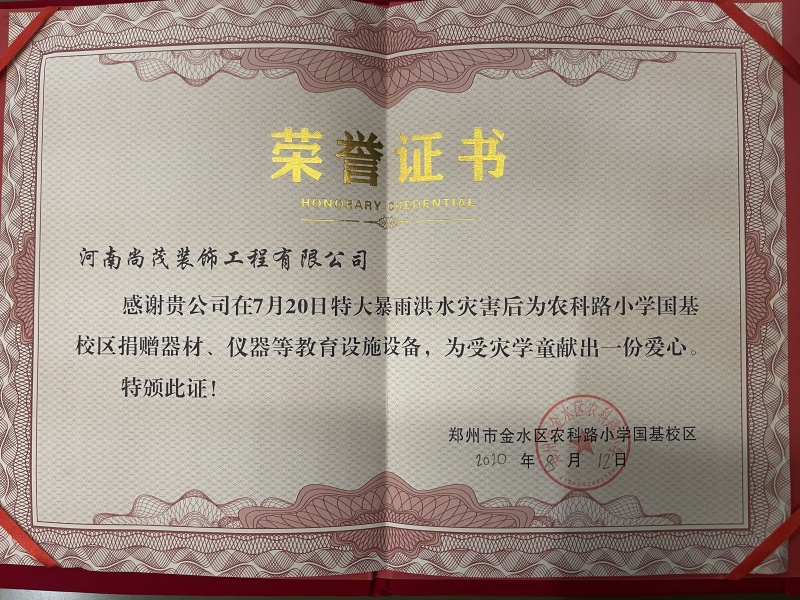 荣誉证书
HONORARY CREDENTIAL
河南尚茂装饰工程有限公司
感谢贵公司在7月20日特大暴雨洪水灾害后为农科路小学国基
校区捐赠器材、仪器等教育设施设备，为受灾学童献出一份爱心。
特颁此证！
郑州市金水区农科路小学国基校区
2020 年 8 月 12日